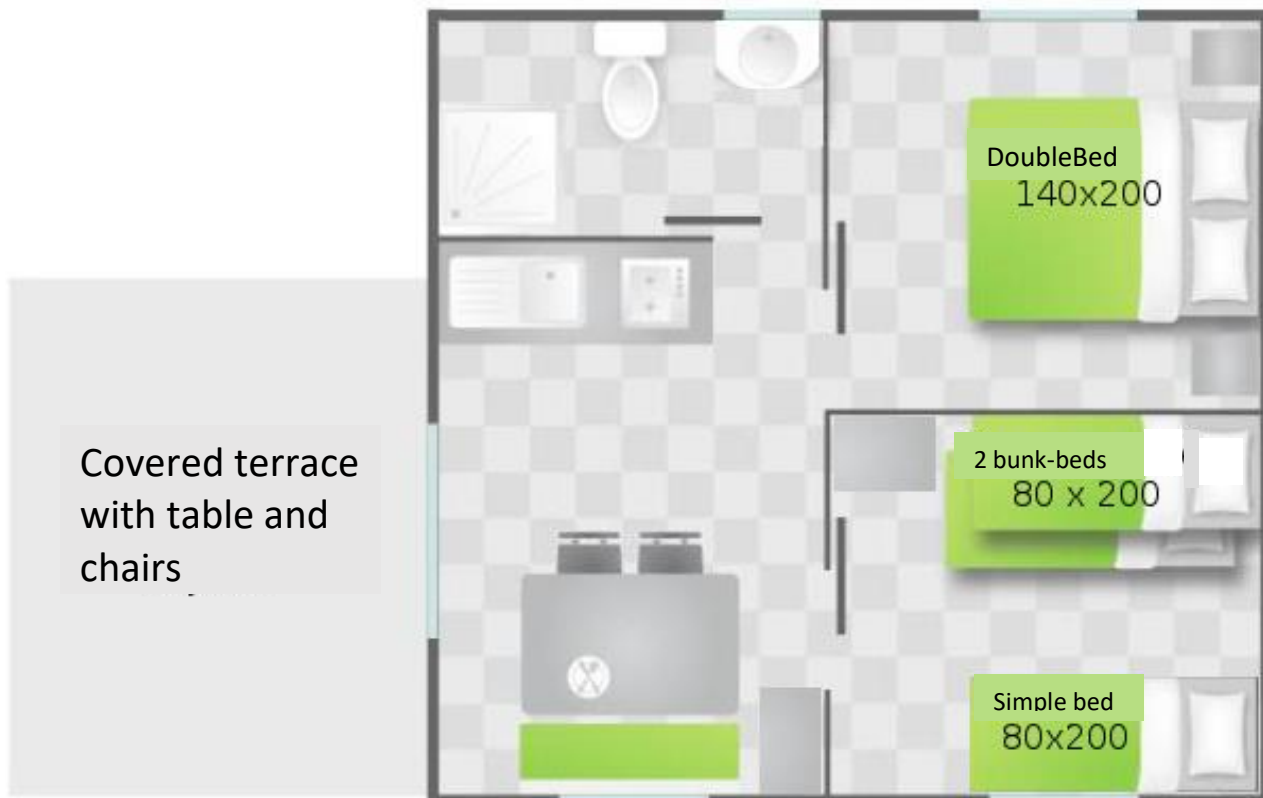 DoubleBed
140x200
Covered terrace
with table and
chairs
2 bunk-beds
80 x 200
Simple bed
80x200